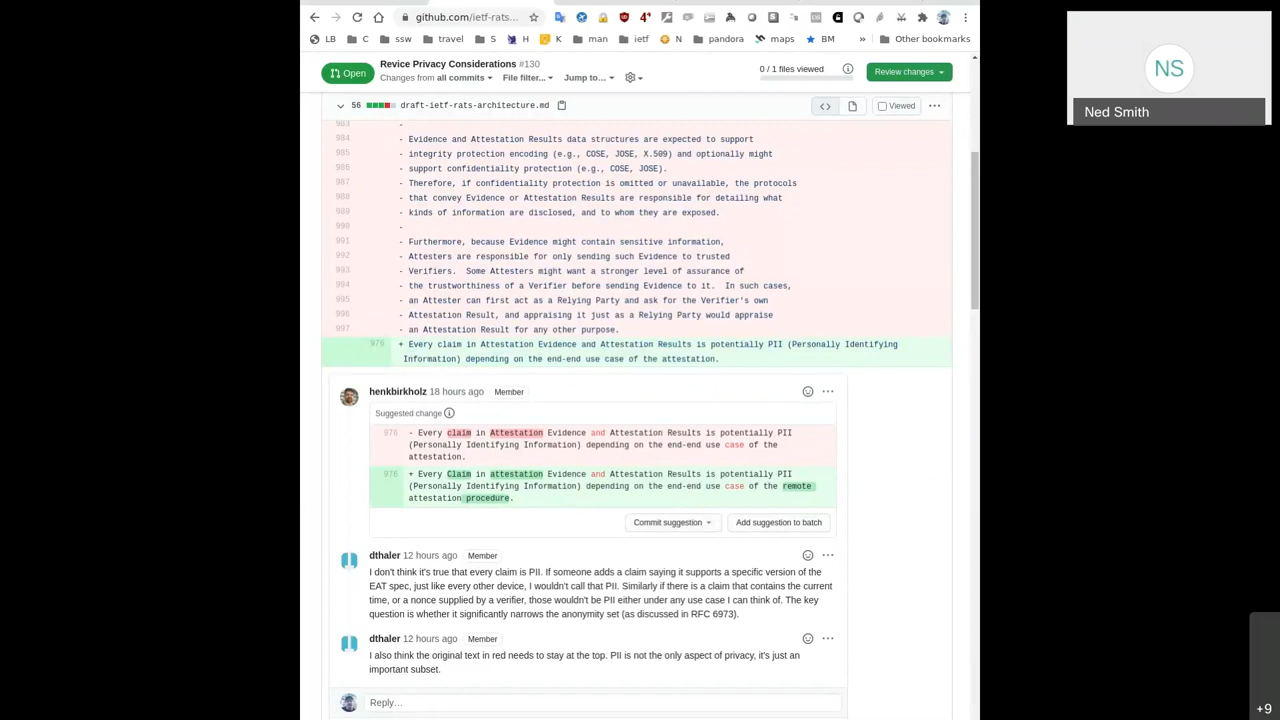 github.com/ietf-rats...
LB C ssw travel S H K man ietf N pandora maps BM » Other bookmarks
Open
Revice Privacy Considerations #130
Changes from all commits File filter... Jump to...
0 / 1 files viewed
Review changes
56 draft-ietf-rats-architecture.md
Viewed
983 -
984 - Evidence and Attestation Results data structures are expected to support
985 - integrity protection encoding (e.g., COSE, JOSE, X.509) and optionally might
986 - support confidentiality protection (e.g., COSE, JOSE).
987 - Therefore, if confidentiality protection is omitted or unavailable, the protocols
988 - that convey Evidence or Attestation Results are responsible for detailing what
989 - kinds of information are disclosed, and to whom they are exposed.
990 -
991 - Furthermore, because Evidence might contain sensitive information,
992 - Attesters are responsible for only sending such Evidence to trusted
993 - Verifiers. Some Attesters might want a stronger level of assurance of
994 - the trustworthiness of a Verifier before sending Evidence to it. In such cases,
995 - an Attester can first act as a Relying Party and ask for the Verifier's own
996 - Attestation Result, and appraising it just as a Relying Party would appraise
997 - an Attestation Result for any other purpose.
976 + Every claim in Attestation Evidence and Attestation Results is potentially PII (Personally Identifying
Information) depending on the end-end use case of the attestation.
henkbirkholz 18 hours ago Member
Suggested change
976 - Every claim in Attestation Evidence and Attestation Results is potentially PII
(Personally Identifying Information) depending on the end-end use case of the
attestation.
976 + Every Claim in attestation Evidence and Attestation Results is potentially PII
(Personally Identifying Information) depending on the end-end use case of the remote
attestation procedure.
Commit suggestion Add suggestion to batch
dthaler 12 hours ago Member
I don't think it's true that every claim is PII. If someone adds a claim saying it supports a specific version of the
EAT spec, just like every other device, I wouldn't call that PII. Similarly if there is a claim that contains the current
time, or a nonce supplied by a verifier, those wouldn't be PII either under any use case I can think of. The key
question is whether it significantly narrows the anonymity set (as discussed in RFC 6973).
dthaler 12 hours ago Member
I also think the original text in red needs to stay at the top. PII is not the only aspect of privacy, it's just an
important subset.
Reply...
NS
Ned Smith
+9